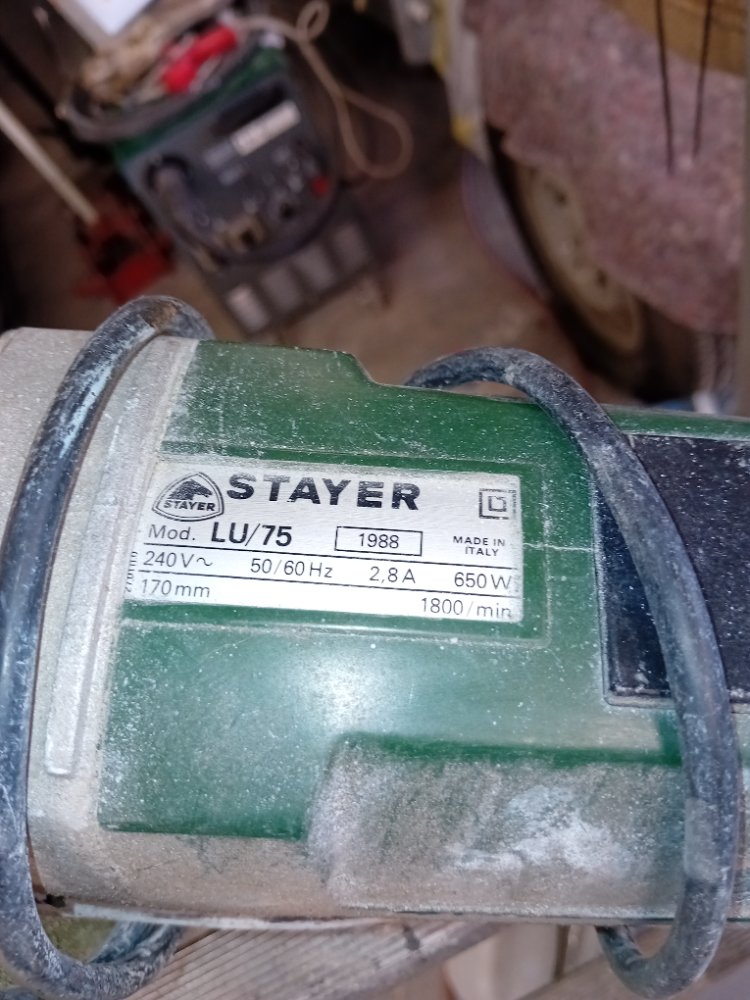 STAYER
STAYER
Mod. LU/75 1988 MADE IN ITALY
240V~ 50/60Hz 2,8A 650W
170mm 1800/min